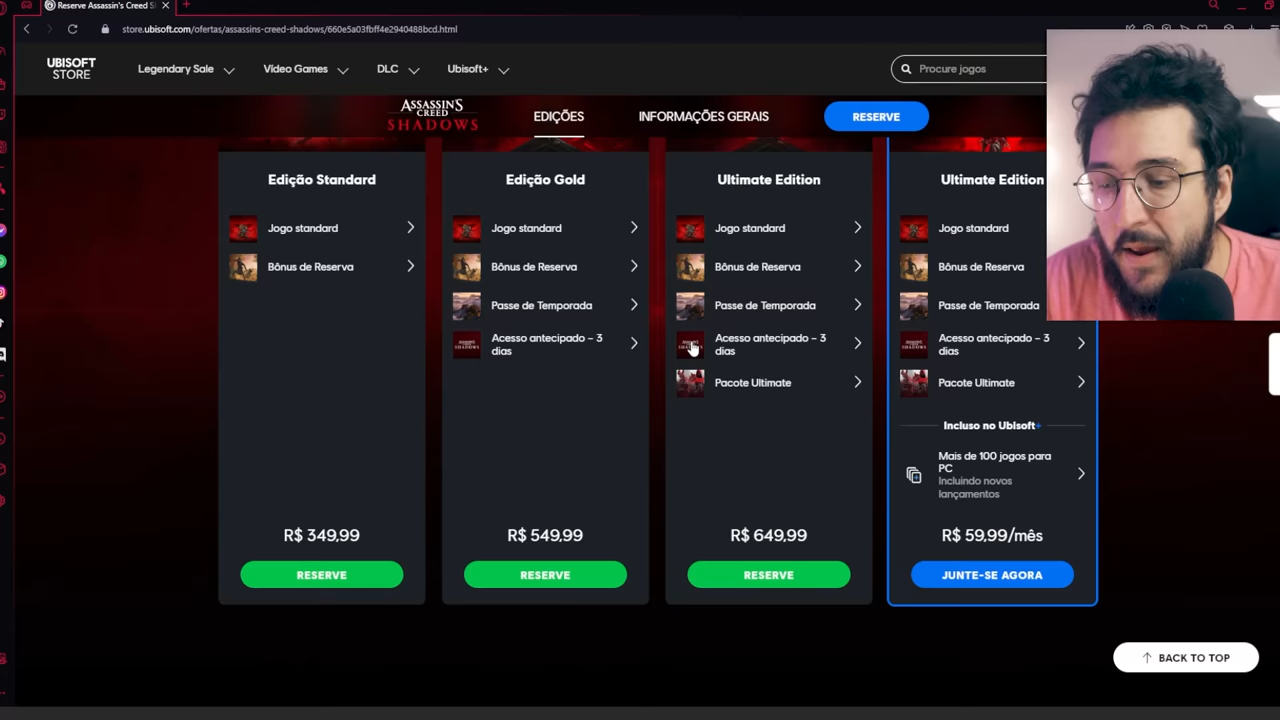 Reserve Assassin's Creed S
store.ubisoft.com/ofertas/assassins-creed-shadows/660e5a03fbff4e2940488bcd.html
UBISOFT
STORE
Legendary Sale
Video Games
DLC
Ubisoft+
Procure jogos
ASSASSIN'S
CREED
SHADOWS
EDIÇÕES
INFORMAÇÕES GERAIS
RESERVE
Edição Standard
Jogo standard
Bônus de Reserva
R$ 349,99
RESERVE
Edição Gold
Jogo standard
Bônus de Reserva
Passe de Temporada
Acesso antecipado – 3
dias
R$ 549,99
RESERVE
Ultimate Edition
Jogo standard
Bônus de Reserva
Passe de Temporada
Acesso antecipado – 3
dias
Pacote Ultimate
R$ 649,99
RESERVE
Ultimate Edition
Jogo standard
Bônus de Reserva
Passe de Temporada
Acesso antecipado – 3
dias
Pacote Ultimate
Incluso no Ubisoft+
Mais de 100 jogos para
PC
Incluindo novos
lançamentos
R$ 59,99/mês
JUNTE-SE AGORA
BACK TO TOP